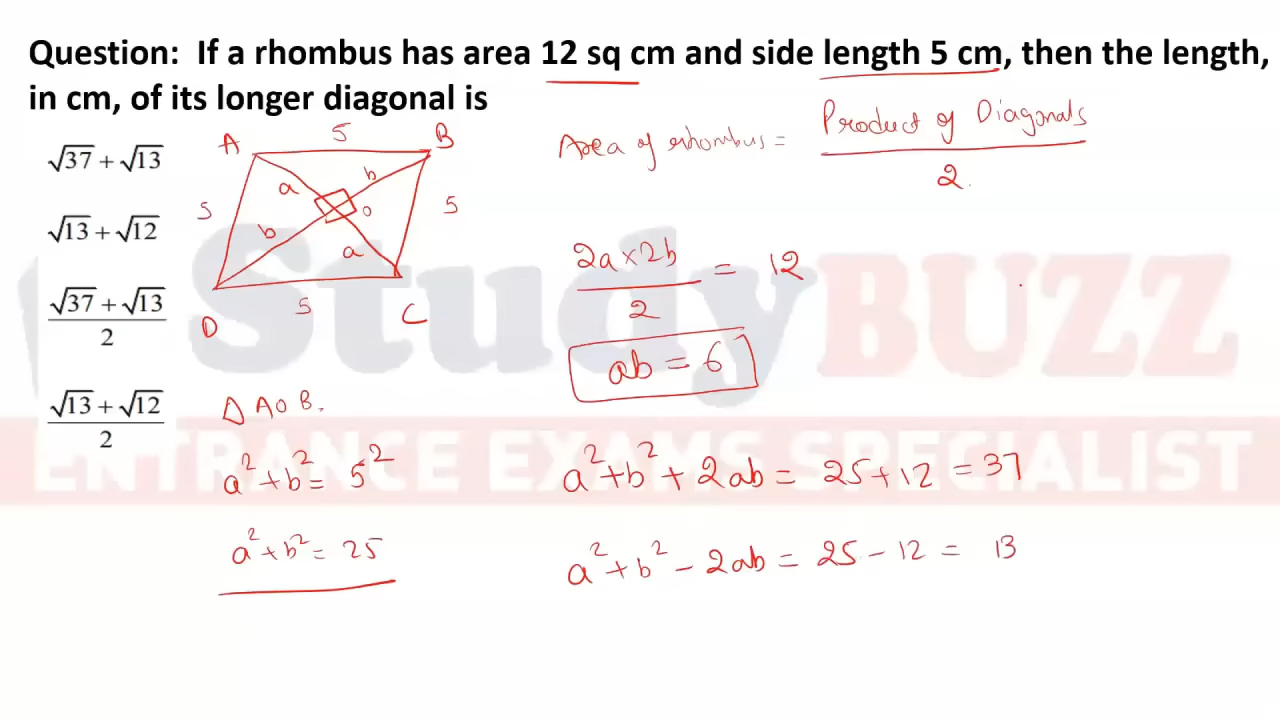 Question: If a rhombus has area 12 sq cm and side length 5 cm, then the length,
in cm, of its longer diagonal is
√37 + √13
√13 + √12
(√37 + √13)/2
(√13 + √12)/2
A 5 B
a b
5 o 5
b a
D 5 C
Area of rhombus = Product of Diagonals / 2.
(2a × 2b)/2 = 12
ab = 6
Δ AOB.
a² + b² = 5²
a² + b² = 25
a² + b² + 2ab = 25 + 12 = 37
a² + b² − 2ab = 25 − 12 = 13
StudyBUZZ
ENTRANCE EXAMS SPECIALIST